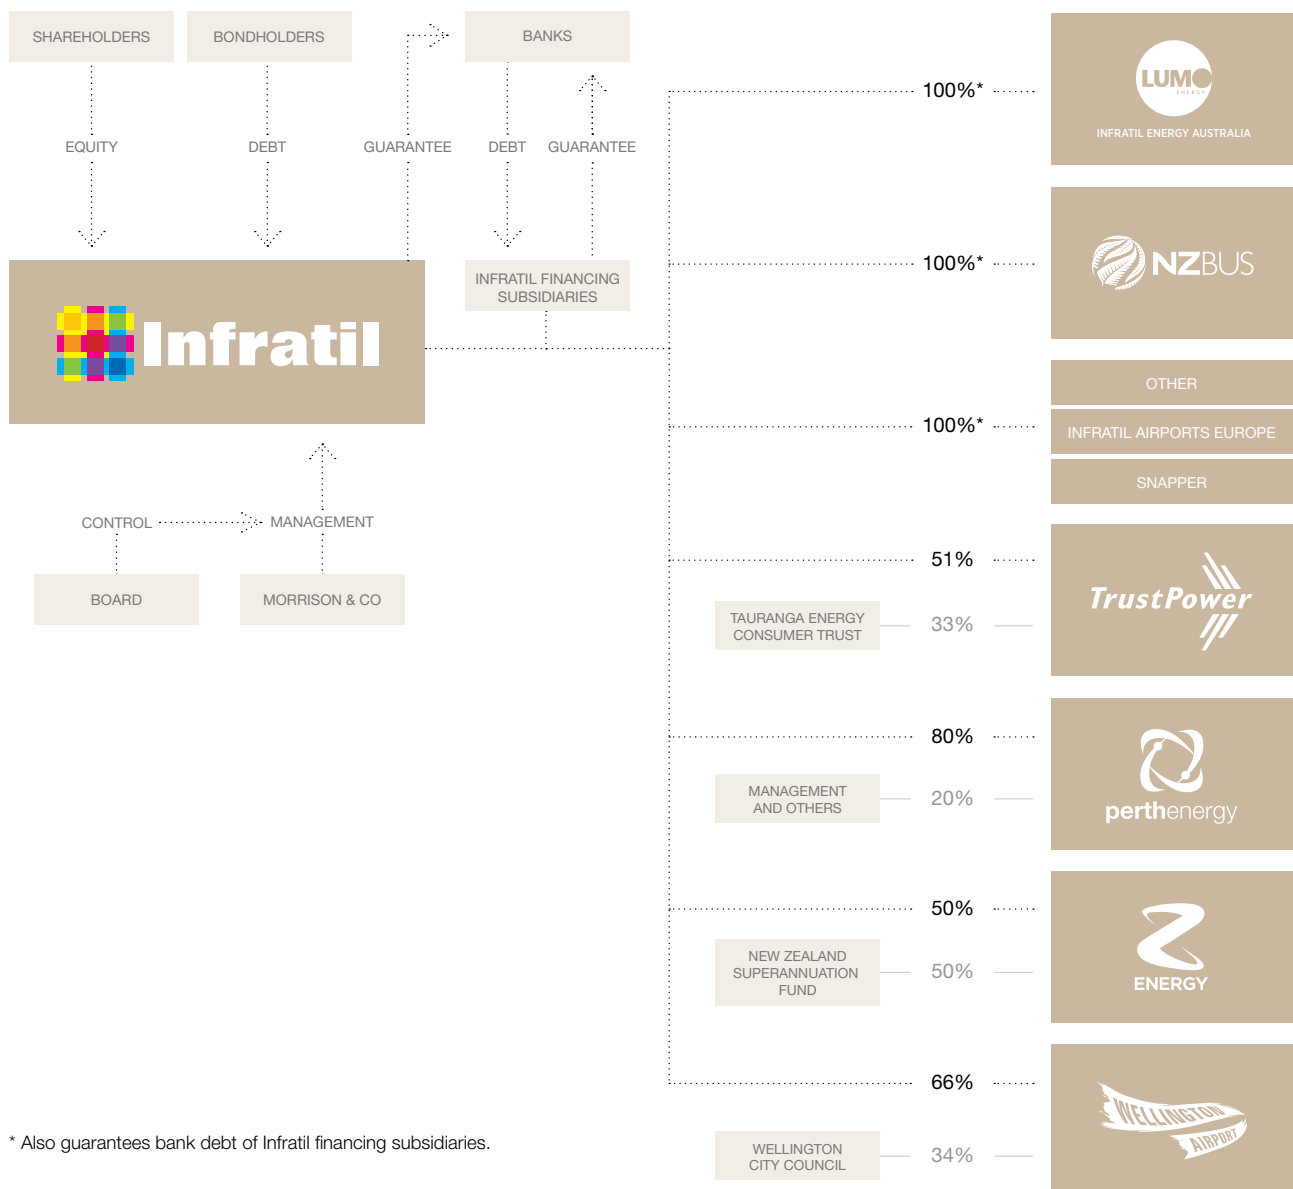 SHAREHOLDERS
BONDHOLDERS
BANKS
EQUITY
DEBT
GUARANTEE
DEBT
GUARANTEE
Infratil
INFRATIL FINANCING
SUBSIDIARIES
CONTROL
MANAGEMENT
BOARD
MORRISON & CO
100%*
LUMO
ENERGY
INFRATIL ENERGY AUSTRALIA
100%*
NZBUS
100%*
OTHER
INFRATIL AIRPORTS EUROPE
SNAPPER
51%
TAURANGA ENERGY
CONSUMER TRUST
33%
TrustPower
80%
MANAGEMENT
AND OTHERS
20%
perthenergy
50%
NEW ZEALAND
SUPERANNUATION
FUND
50%
Z
ENERGY
66%
WELLINGTON
CITY COUNCIL
34%
WELLINGTON
AIRPORT
* Also guarantees bank debt of Infratil financing subsidiaries.